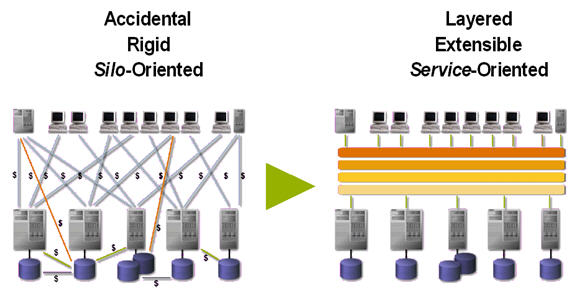 Accidental
Rigid
Silo-Oriented
Layered
Extensible
Service-Oriented
$ $ $ $ $ $ $ $ $ $
$
$ $
$ $
$
$